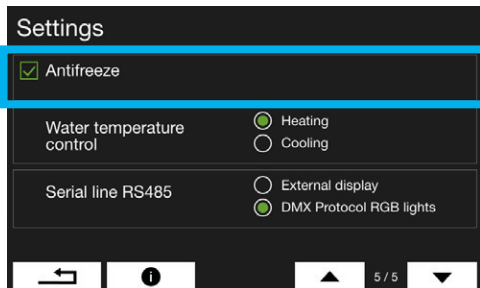 Settings
Antifreeze
Water temperature
control
Heating
Cooling
Serial line RS485
External display
DMX Protocol RGB lights
5 / 5